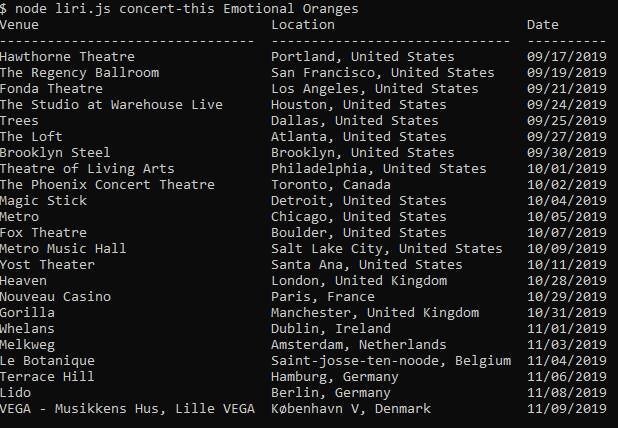 $ node liri.js concert-this Emotional Oranges
Venue                           Location                        Date
------------------------------  ------------------------------  ----------
Hawthorne Theatre               Portland, United States         09/17/2019
The Regency Ballroom            San Francisco, United States    09/19/2019
Fonda Theatre                   Los Angeles, United States      09/21/2019
The Studio at Warehouse Live    Houston, United States          09/24/2019
Trees                           Dallas, United States           09/25/2019
The Loft                        Atlanta, United States          09/27/2019
Brooklyn Steel                  Brooklyn, United States         09/30/2019
Theatre of Living Arts          Philadelphia, United States     10/01/2019
The Phoenix Concert Theatre     Toronto, Canada                 10/02/2019
Magic Stick                     Detroit, United States          10/04/2019
Metro                           Chicago, United States          10/05/2019
Fox Theatre                     Boulder, United States          10/07/2019
Metro Music Hall                Salt Lake City, United States   10/09/2019
Yost Theater                    Santa Ana, United States        10/11/2019
Heaven                          London, United Kingdom          10/28/2019
Nouveau Casino                  Paris, France                   10/29/2019
Gorilla                         Manchester, United Kingdom      10/31/2019
Whelans                         Dublin, Ireland                 11/01/2019
Melkweg                         Amsterdam, Netherlands          11/03/2019
Le Botanique                    Saint-josse-ten-noode, Belgium  11/04/2019
Terrace Hill                    Hamburg, Germany                11/06/2019
Lido                            Berlin, Germany                 11/08/2019
VEGA - Musikkens Hus, Lille VEGA  København V, Denmark          11/09/2019